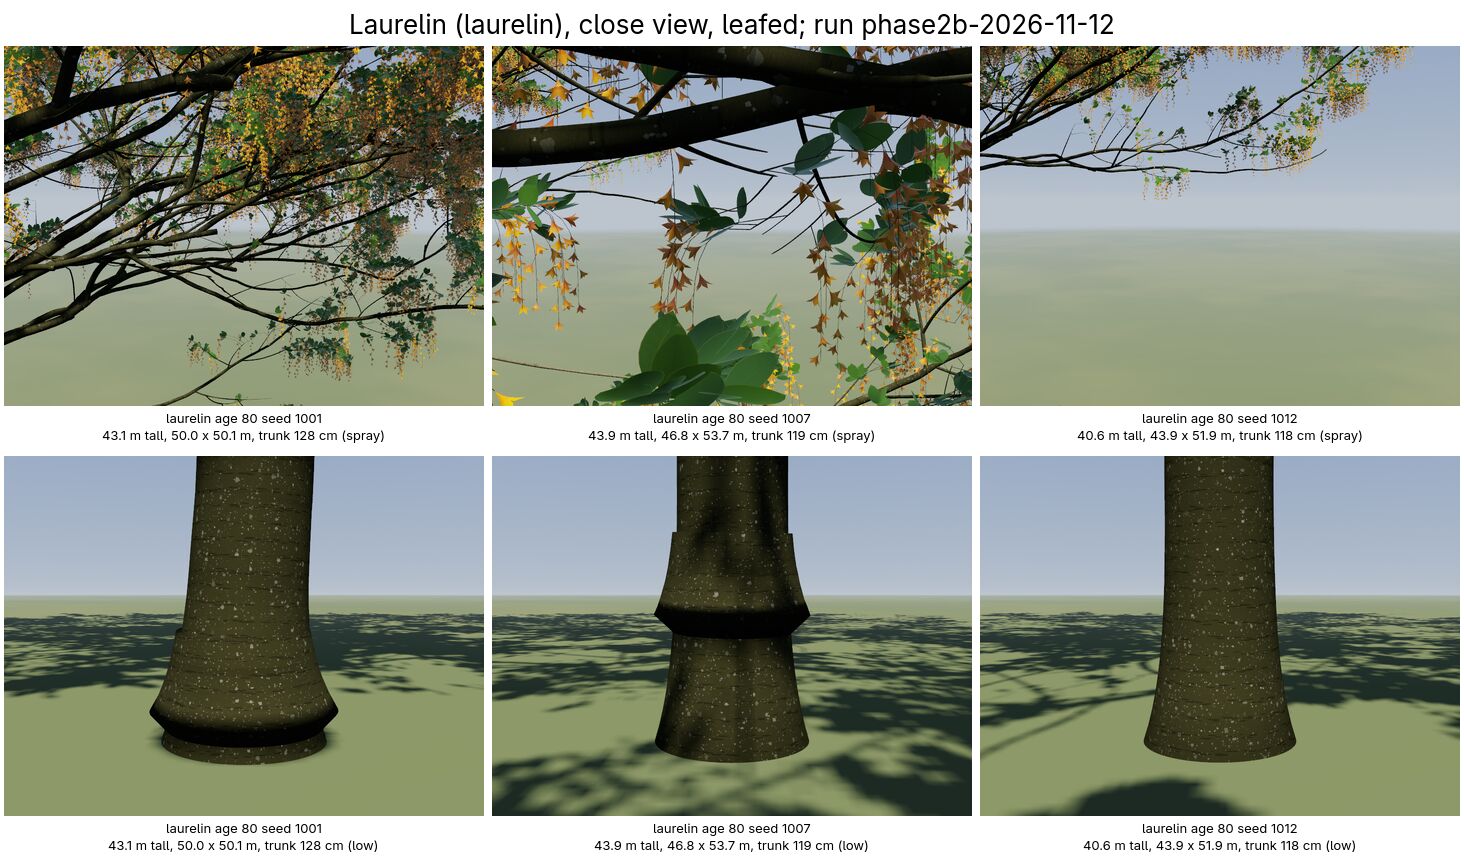 Laurelin (laurelin), close view, leafed; run phase2b-2026-11-12
laurelin age 80 seed 1001
43.1 m tall, 50.0 x 50.1 m, trunk 128 cm (spray)
laurelin age 80 seed 1007
43.9 m tall, 46.8 x 53.7 m, trunk 119 cm (spray)
laurelin age 80 seed 1012
40.6 m tall, 43.9 x 51.9 m, trunk 118 cm (spray)
laurelin age 80 seed 1001
43.1 m tall, 50.0 x 50.1 m, trunk 128 cm (low)
laurelin age 80 seed 1007
43.9 m tall, 46.8 x 53.7 m, trunk 119 cm (low)
laurelin age 80 seed 1012
40.6 m tall, 43.9 x 51.9 m, trunk 118 cm (low)